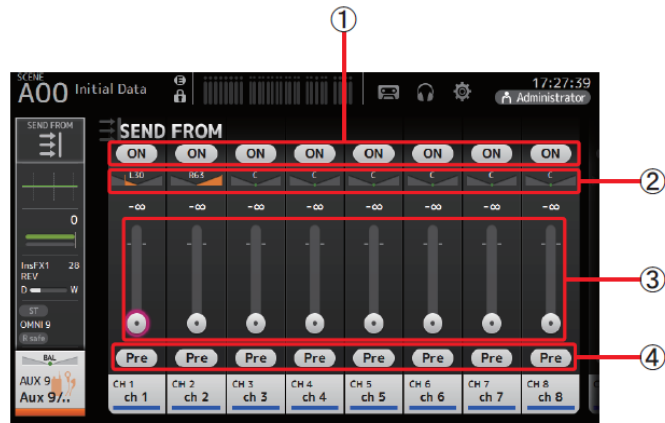 ①
SCENE
A00 Initial Data
E
17:27:39
Administrator
SEND FROM
SEND FROM
ON ON ON ON ON ON ON ON
②
L30 R63 C C C C C C
-∞ -∞ -∞ -∞ -∞ -∞ -∞ -∞
0
③
InsFX1 28
REV
D W
ST
OMNI 9
R safe
④
Pre Pre Pre Pre Pre Pre Pre Pre
BAL
AUX 9
Aux 9/..
CH 1 CH 2 CH 3 CH 4 CH 5 CH 6 CH 7 CH 8
ch 1 ch 2 ch 3 ch 4 ch 5 ch 6 ch 7 ch 8